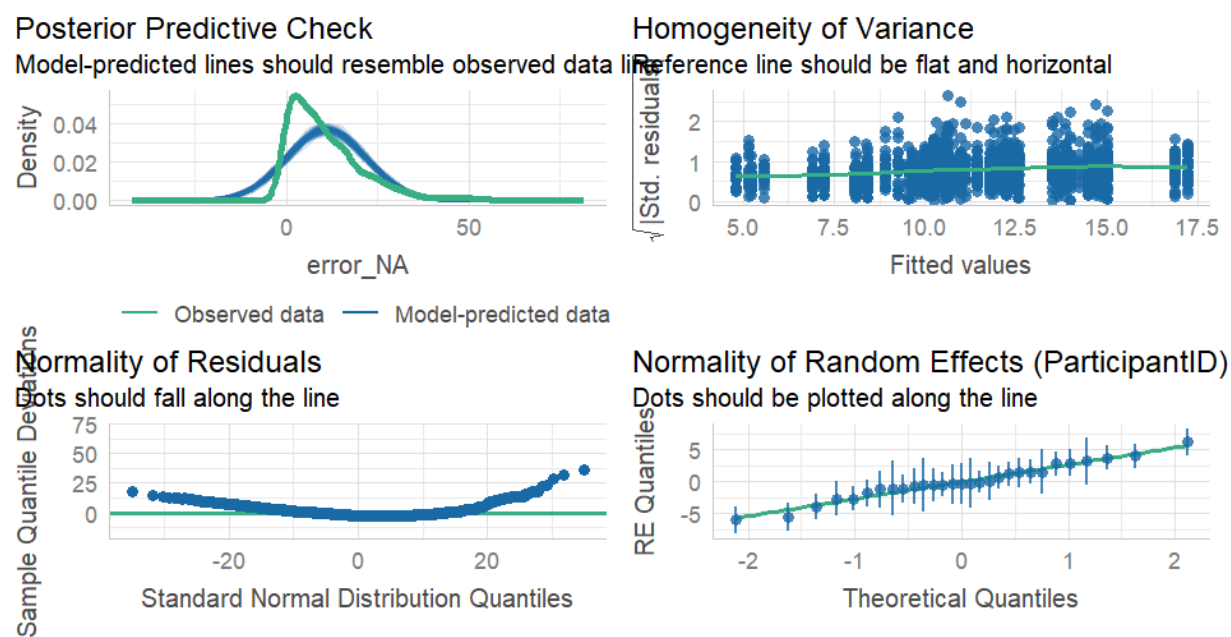 Posterior Predictive Check
Model-predicted lines should resemble observed data line
Density
0.04
0.02
0.00
0
50
error_NA
Observed data
Model-predicted data
Homogeneity of Variance
Reference line should be flat and horizontal
√|Std. residuals|
2
1
0
5.0
7.5
10.0
12.5
15.0
17.5
Fitted values
Normality of Residuals
Dots should fall along the line
Sample Quantile Deviations
75
50
25
0
-20
0
20
Standard Normal Distribution Quantiles
Normality of Random Effects (ParticipantID)
Dots should be plotted along the line
RE Quantiles
5
0
-5
-2
-1
0
1
2
Theoretical Quantiles